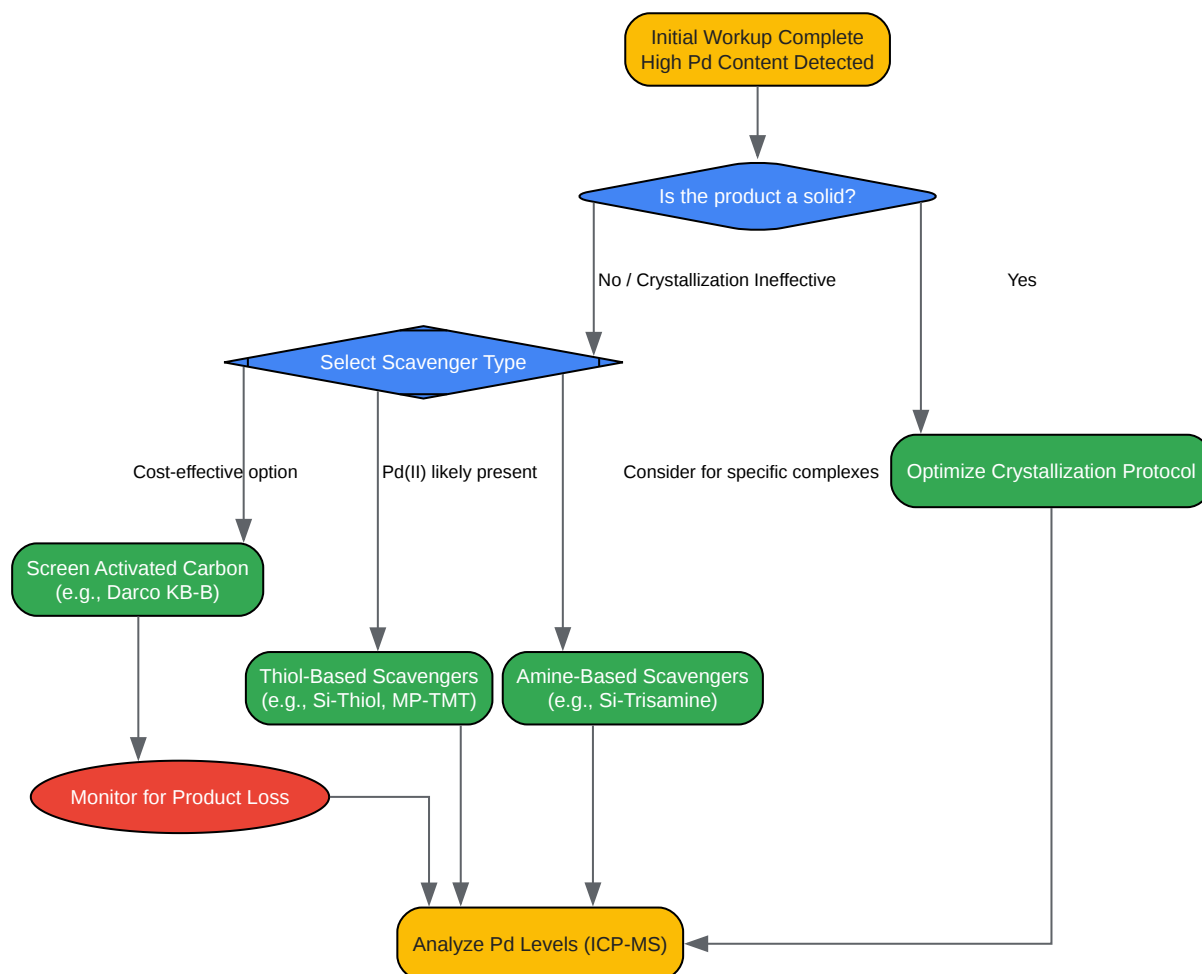 Initial Workup Complete
High Pd Content Detected
Is the product a solid?
No / Crystallization Ineffective
Yes
Select Scavenger Type
Cost-effective option
Pd(II) likely present
Consider for specific complexes
Optimize Crystallization Protocol
Screen Activated Carbon
(e.g., Darco KB-B)
Thiol-Based Scavengers
(e.g., Si-Thiol, MP-TMT)
Amine-Based Scavengers
(e.g., Si-Trisamine)
Monitor for Product Loss
Analyze Pd Levels (ICP-MS)